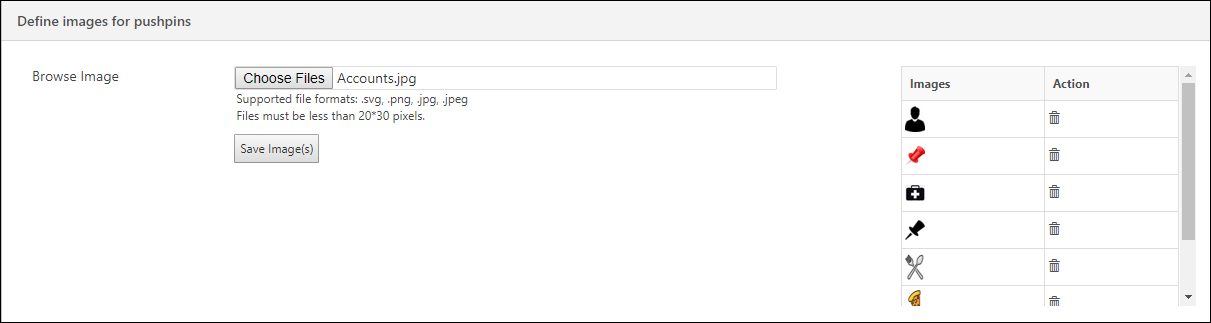 Define images for pushpins
Browse Image
Choose Files Accounts.jpg
Supported file formats: .svg, .png, .jpg, .jpeg
Files must be less than 20*30 pixels.
Save Image(s)
Images Action